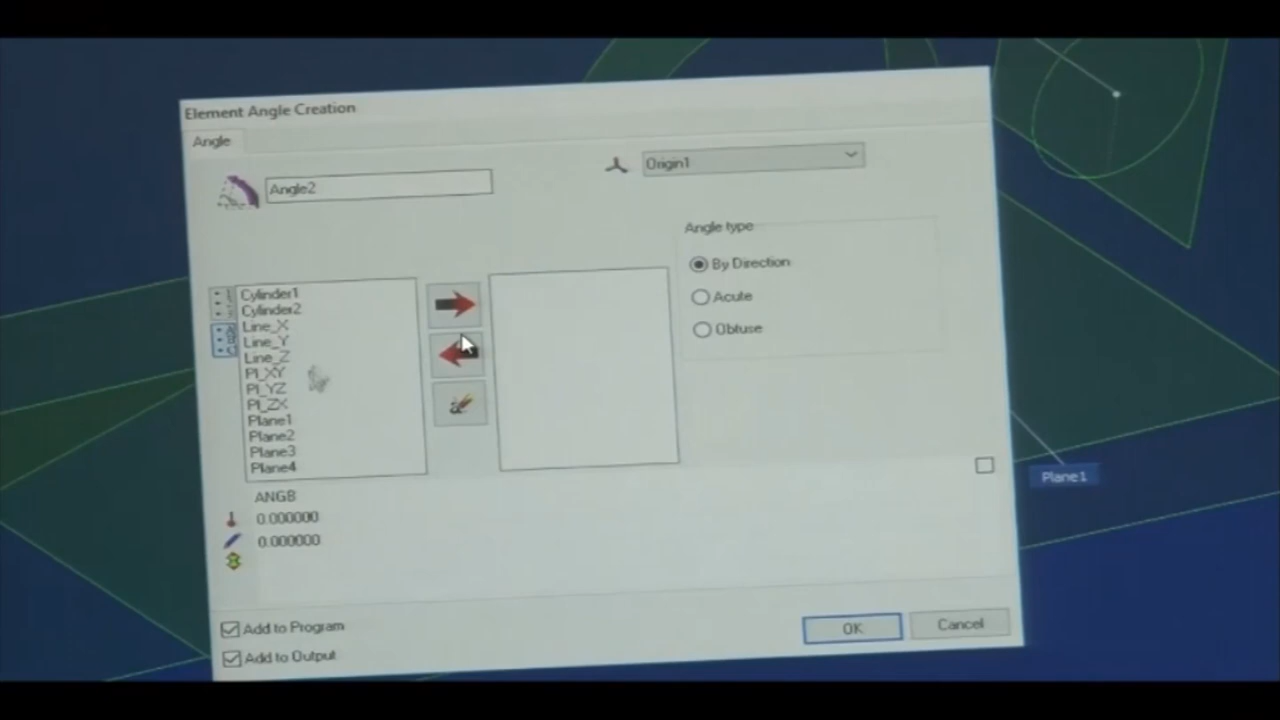 Element Angle Creation
Angle
Angle2
Origin1
Angle type
By Direction
Acute
Obtuse
Cylinder1
Cylinder2
Line_X
Line_Y
Line_Z
Pl_XY
Pl_YZ
Pl_ZX
Plane1
Plane2
Plane3
Plane4
Plane1
ANGB
0.000000
0.000000
Add to Program
Add to Output
OK
Cancel